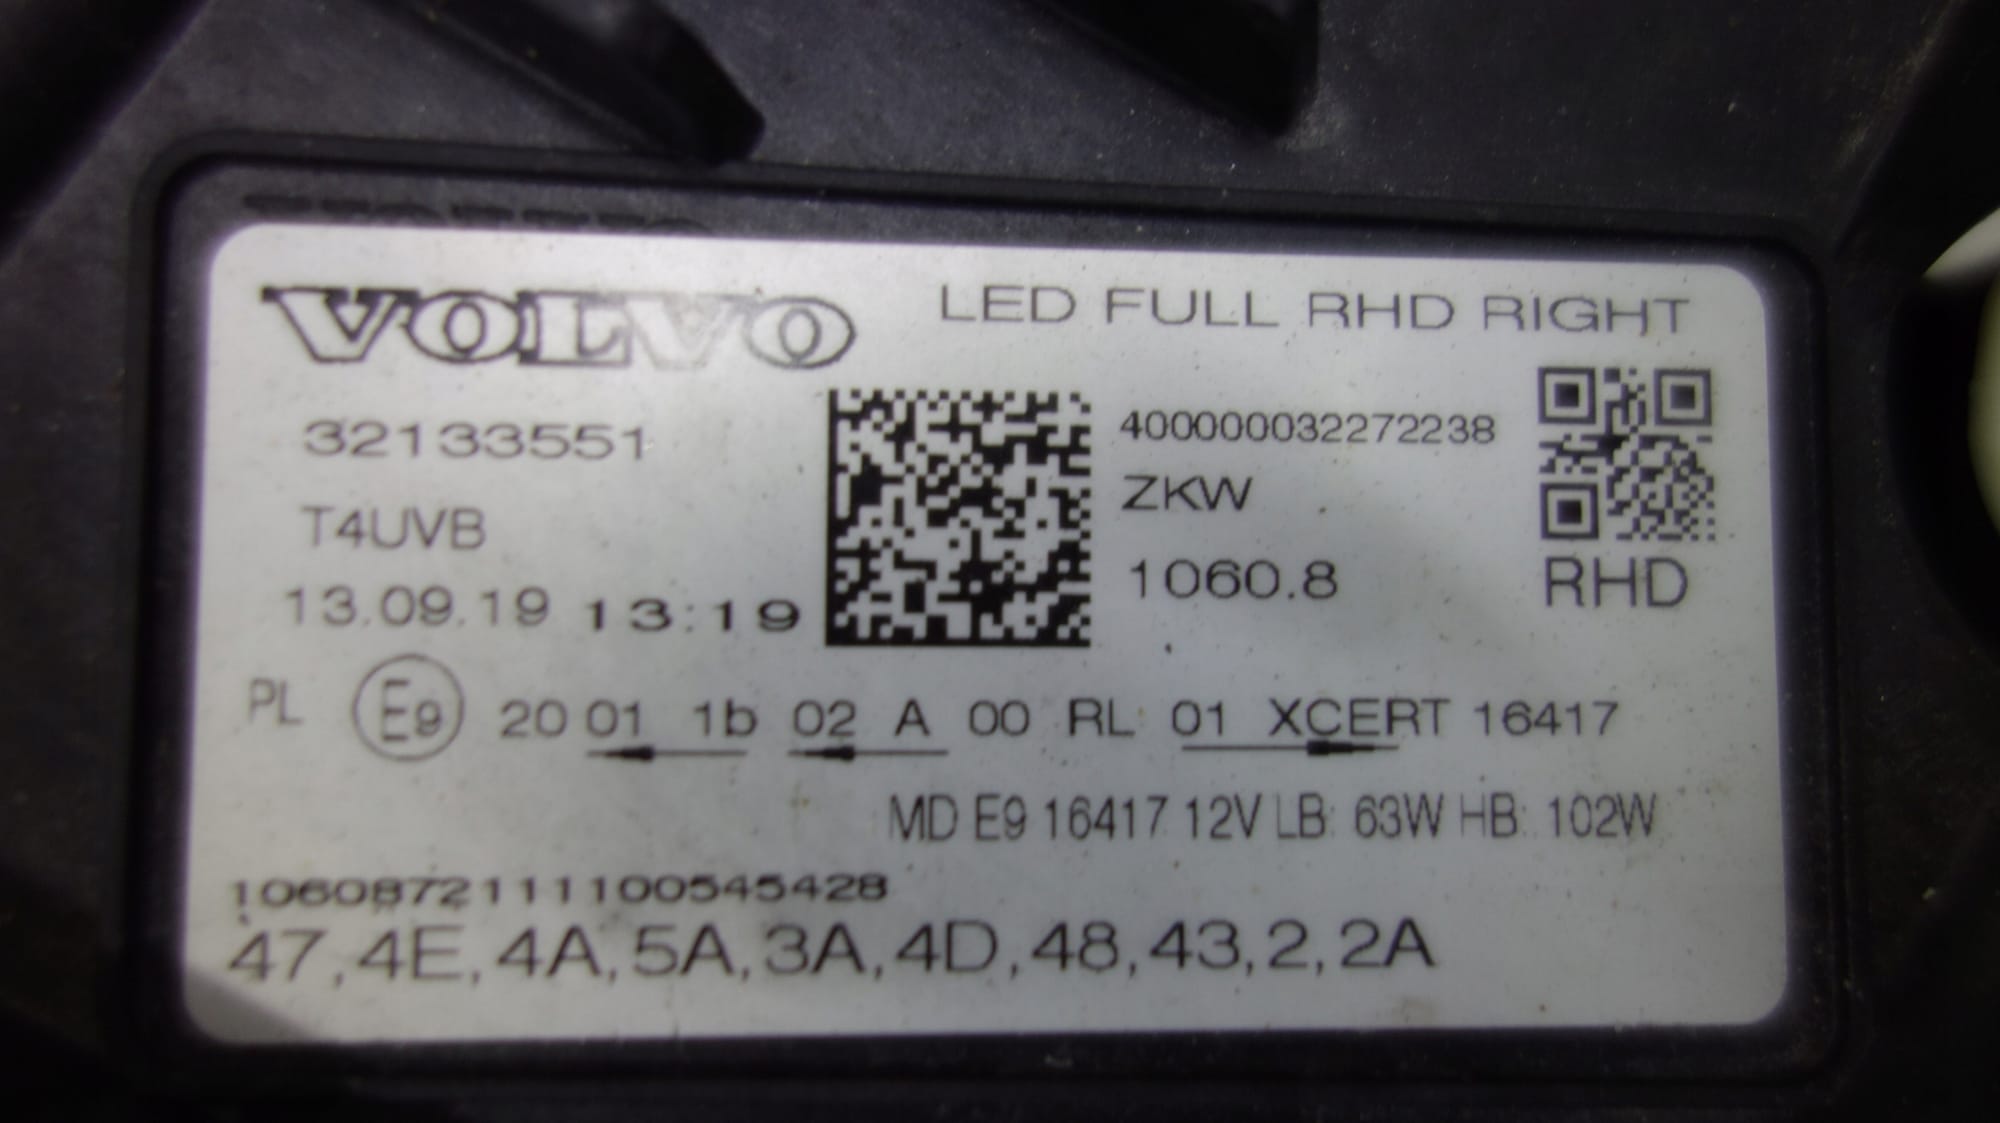 VOLVO
LED FULL RHD RIGHT
32133551
400000032272238
T4UVB
ZKW
13.09.19 13:19
1060.8
RHD
PL E9 20 01 1b 02 A 00 RL 01 XCERT 16417
MD E9 16417 12V LB: 63W HB: 102W
1060872111100545428
47,4E,4A,5A,3A,4D,48,43,2,2A